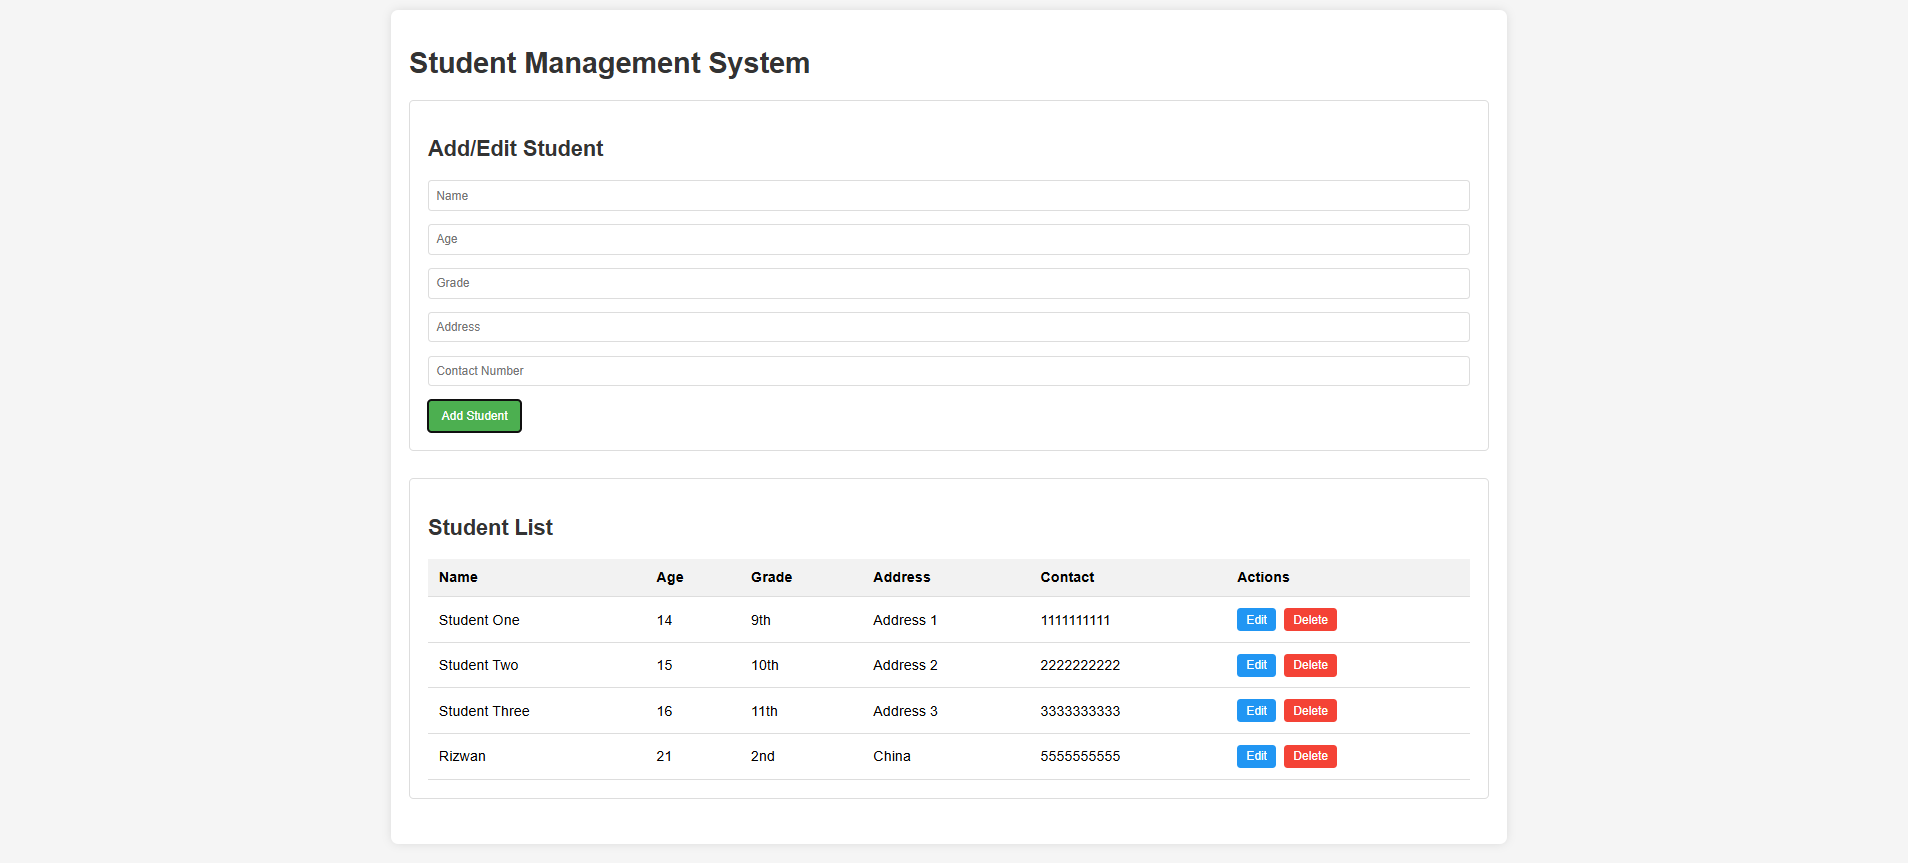 Student Management System
Add/Edit Student
Name
Age
Grade
Address
Contact Number
Add Student
Student List
Name Age Grade Address Contact Actions
Student One 14 9th Address 1 1111111111 Edit Delete
Student Two 15 10th Address 2 2222222222 Edit Delete
Student Three 16 11th Address 3 3333333333 Edit Delete
Rizwan 21 2nd China 5555555555 Edit Delete